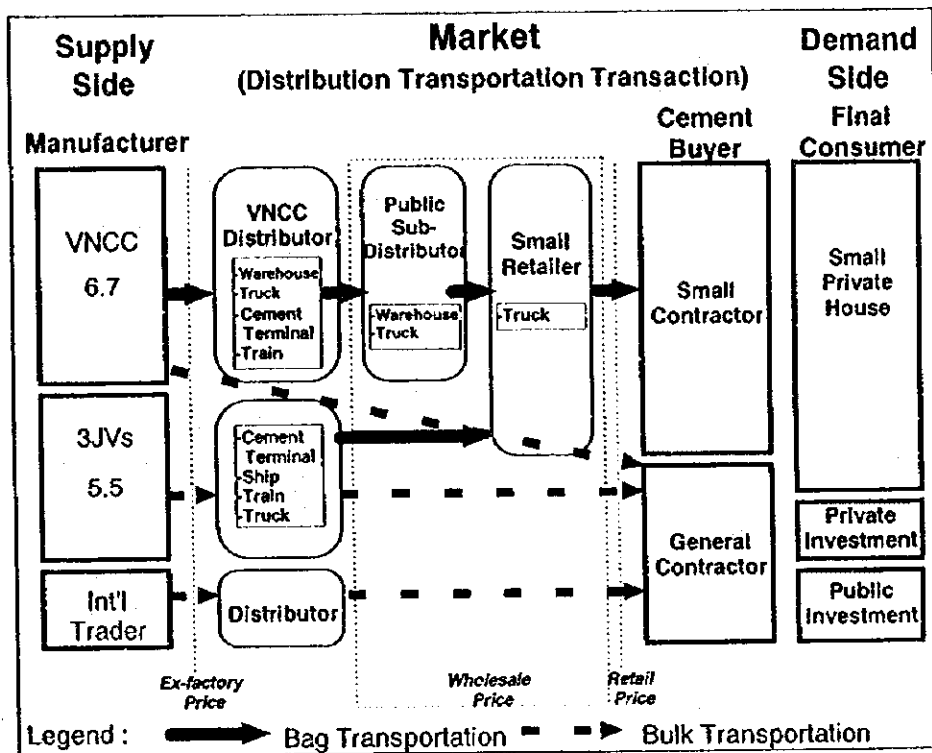 Supply
Side
Market
(Distribution Transportation Transaction)
Demand
Side
Manufacturer
Cement
Buyer
Final
Consumer
VNCC
6.7
VNCC
Distributor
-Warehouse
-Truck
-Cement
Terminal
-Train
Public
Sub-
Distributor
-Warehouse
-Truck
Small
Retailer
-Truck
Small
Contractor
Small
Private
House
3JVs
5.5
-Cement
Terminal
-Ship
-Train
-Truck
General
Contractor
Private
Investment
Int'l
Trader
Distributor
Public
Investment
Ex-factory
Price
Wholesale
Price
Retail
Price
Legend : Bag Transportation Bulk Transportation